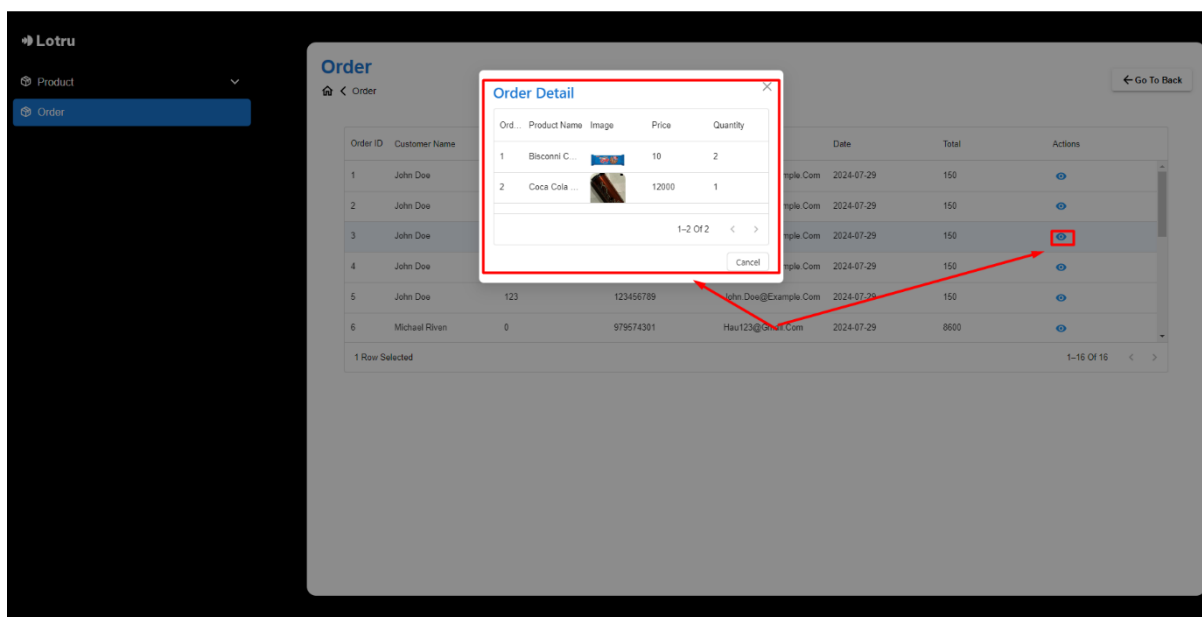 Lotru
Product
Order
Order
Order
Go To Back
Order Detail
Ord... Product Name Image Price Quantity
1 Bisconni C... 10 2
2 Coca Cola ... 12000 1
1–2 Of 2
Cancel
Order ID Customer Name Date Total Actions
1 John Doe mple.Com 2024-07-29 150
2 John Doe mple.Com 2024-07-29 150
3 John Doe mple.Com 2024-07-29 150
4 John Doe mple.Com 2024-07-29 150
5 John Doe 123 123456789 John.Doe@Example.Com 2024-07-29 150
6 Michael Riven 0 979574301 Hau123@Gmail.Com 2024-07-29 8600
1 Row Selected 1–16 Of 16